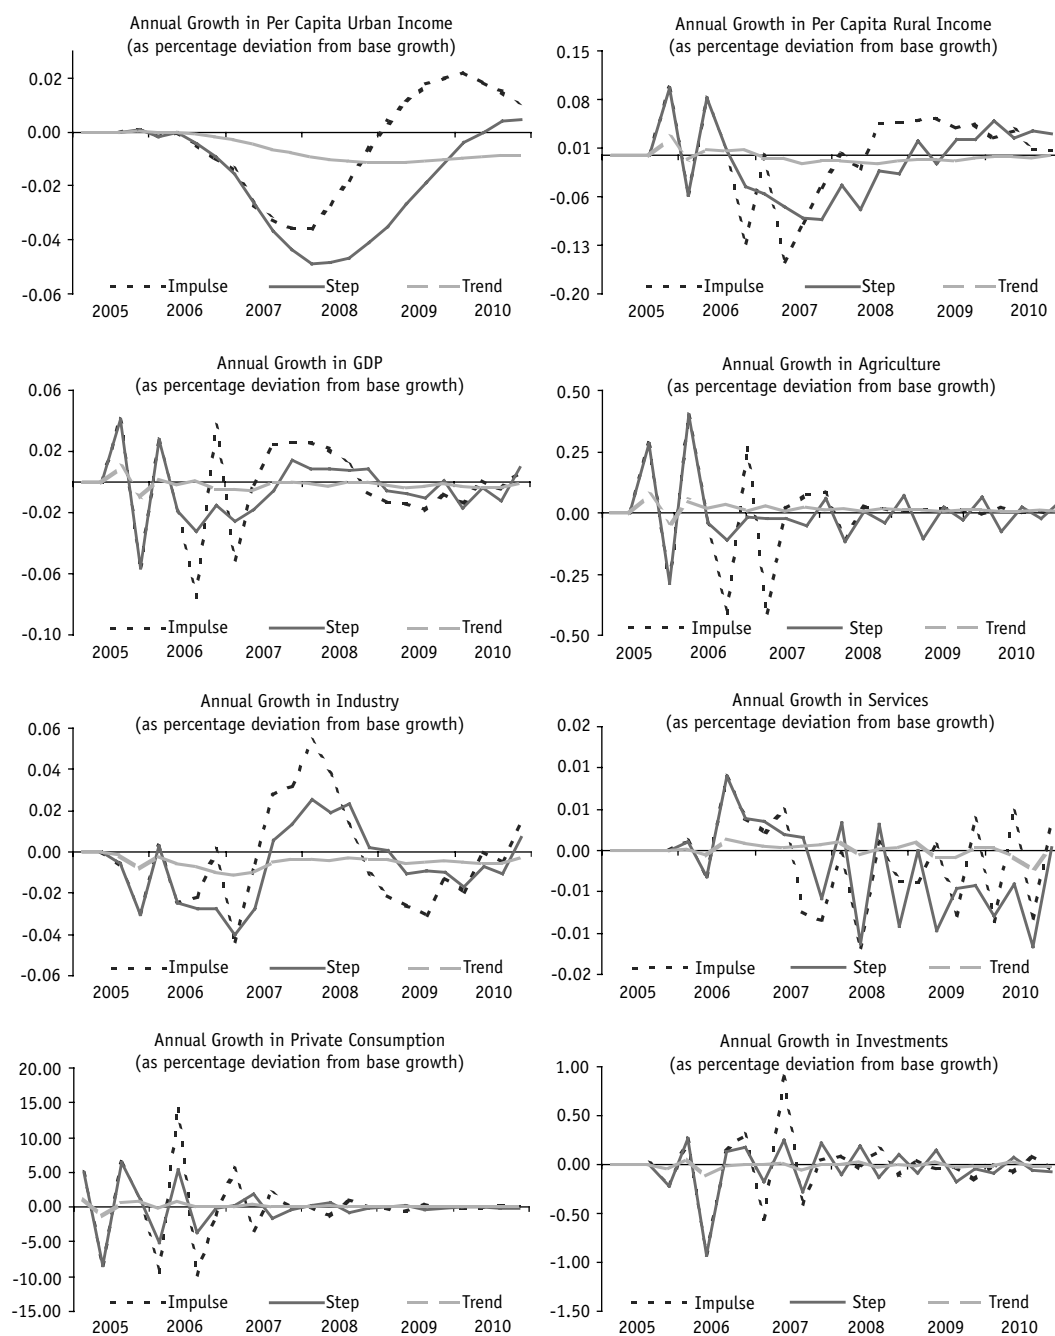 Annual Growth in Per Capita Urban Income
(as percentage deviation from base growth)
0.02
0.00
-0.02
-0.04
-0.06
Impulse Step Trend
2005 2006 2007 2008 2009 2010
Annual Growth in Per Capita Rural Income
(as percentage deviation from base growth)
0.15
0.08
0.01
-0.06
-0.13
-0.20
Impulse Step Trend
2005 2006 2007 2008 2009 2010
Annual Growth in GDP
(as percentage deviation from base growth)
0.06
0.02
-0.02
-0.06
-0.10
Impulse Step Trend
2005 2006 2007 2008 2009 2010
Annual Growth in Agriculture
(as percentage deviation from base growth)
0.50
0.25
0.00
-0.25
-0.50
Impulse Step Trend
2005 2006 2007 2008 2009 2010
Annual Growth in Industry
(as percentage deviation from base growth)
0.06
0.04
0.02
0.00
-0.02
-0.04
-0.06
Impulse Step Trend
2005 2006 2007 2008 2009 2010
Annual Growth in Services
(as percentage deviation from base growth)
0.02
0.01
0.01
0.00
-0.01
-0.01
-0.02
Impulse Step Trend
2005 2006 2007 2008 2009 2010
Annual Growth in Private Consumption
(as percentage deviation from base growth)
20.00
15.00
10.00
5.00
0.00
-5.00
-10.00
-15.00
Impulse Step Trend
2005 2006 2007 2008 2009 2010
Annual Growth in Investments
(as percentage deviation from base growth)
1.00
0.50
0.00
-0.50
-1.00
-1.50
Impulse Step Trend
2005 2006 2007 2008 2009 2010